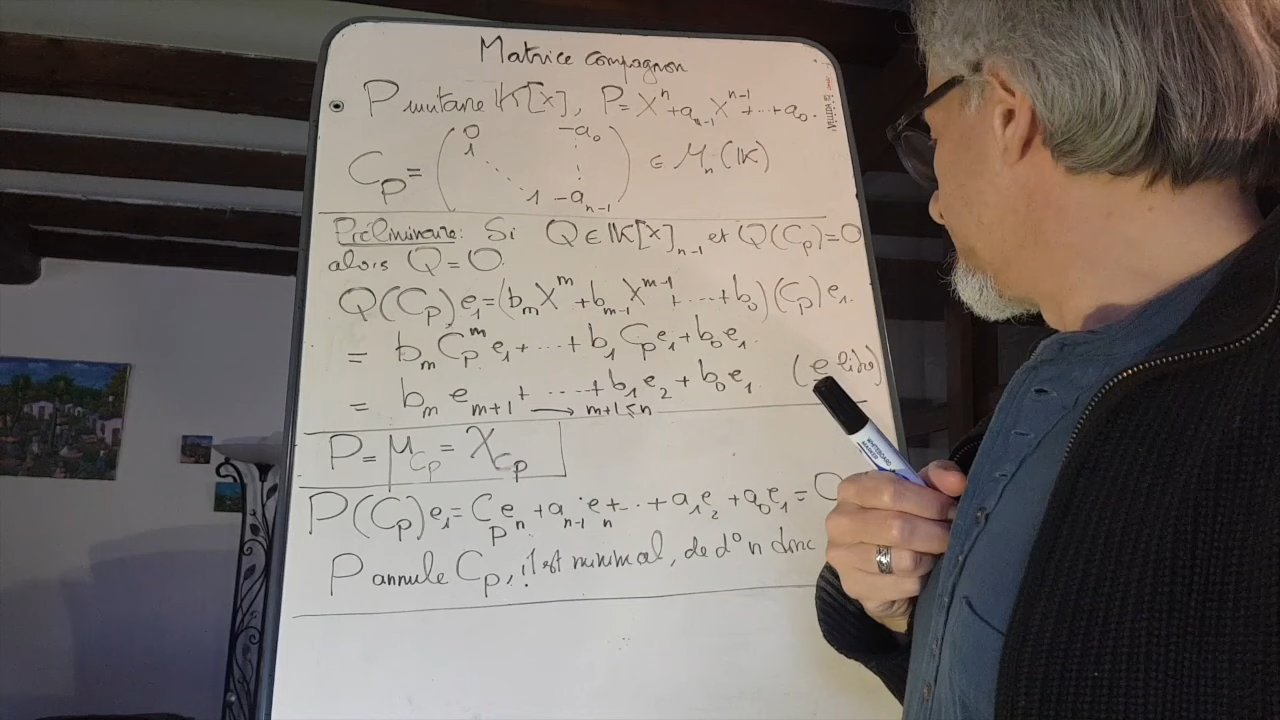 Matrice compagnon
P unitaire K[X], P = X^n + a_{n-1} X^{n-1} + ... + a_0.
C_P = ( 0 -a_0
1
1 -a_{n-1} ) ∈ M_n(K)
Préliminaire : Si Q ∈ K[X]_{n-1} et Q(C_P) = 0
alors Q = 0.
Q(C_P) e_1 = (b_m X^m + b_{m-1} X^{m-1} + ... + b_0)(C_P) e_1.
= b_m C_P^m e_1 + ... + b_1 C_P e_1 + b_0 e_1.
= b_m e_{m+1} + ... + b_1 e_2 + b_0 e_1 (e libre)
→ m+1 ≤ n
P = μ_{C_P} = χ_{C_P}
P(C_P) e_1 = C_P e_n + a_{n-1} e_n + ... + a_1 e_2 + a_0 e_1 = 0
P annule C_P, il est minimal, de d° n donc
WHITEBOARD MARKER